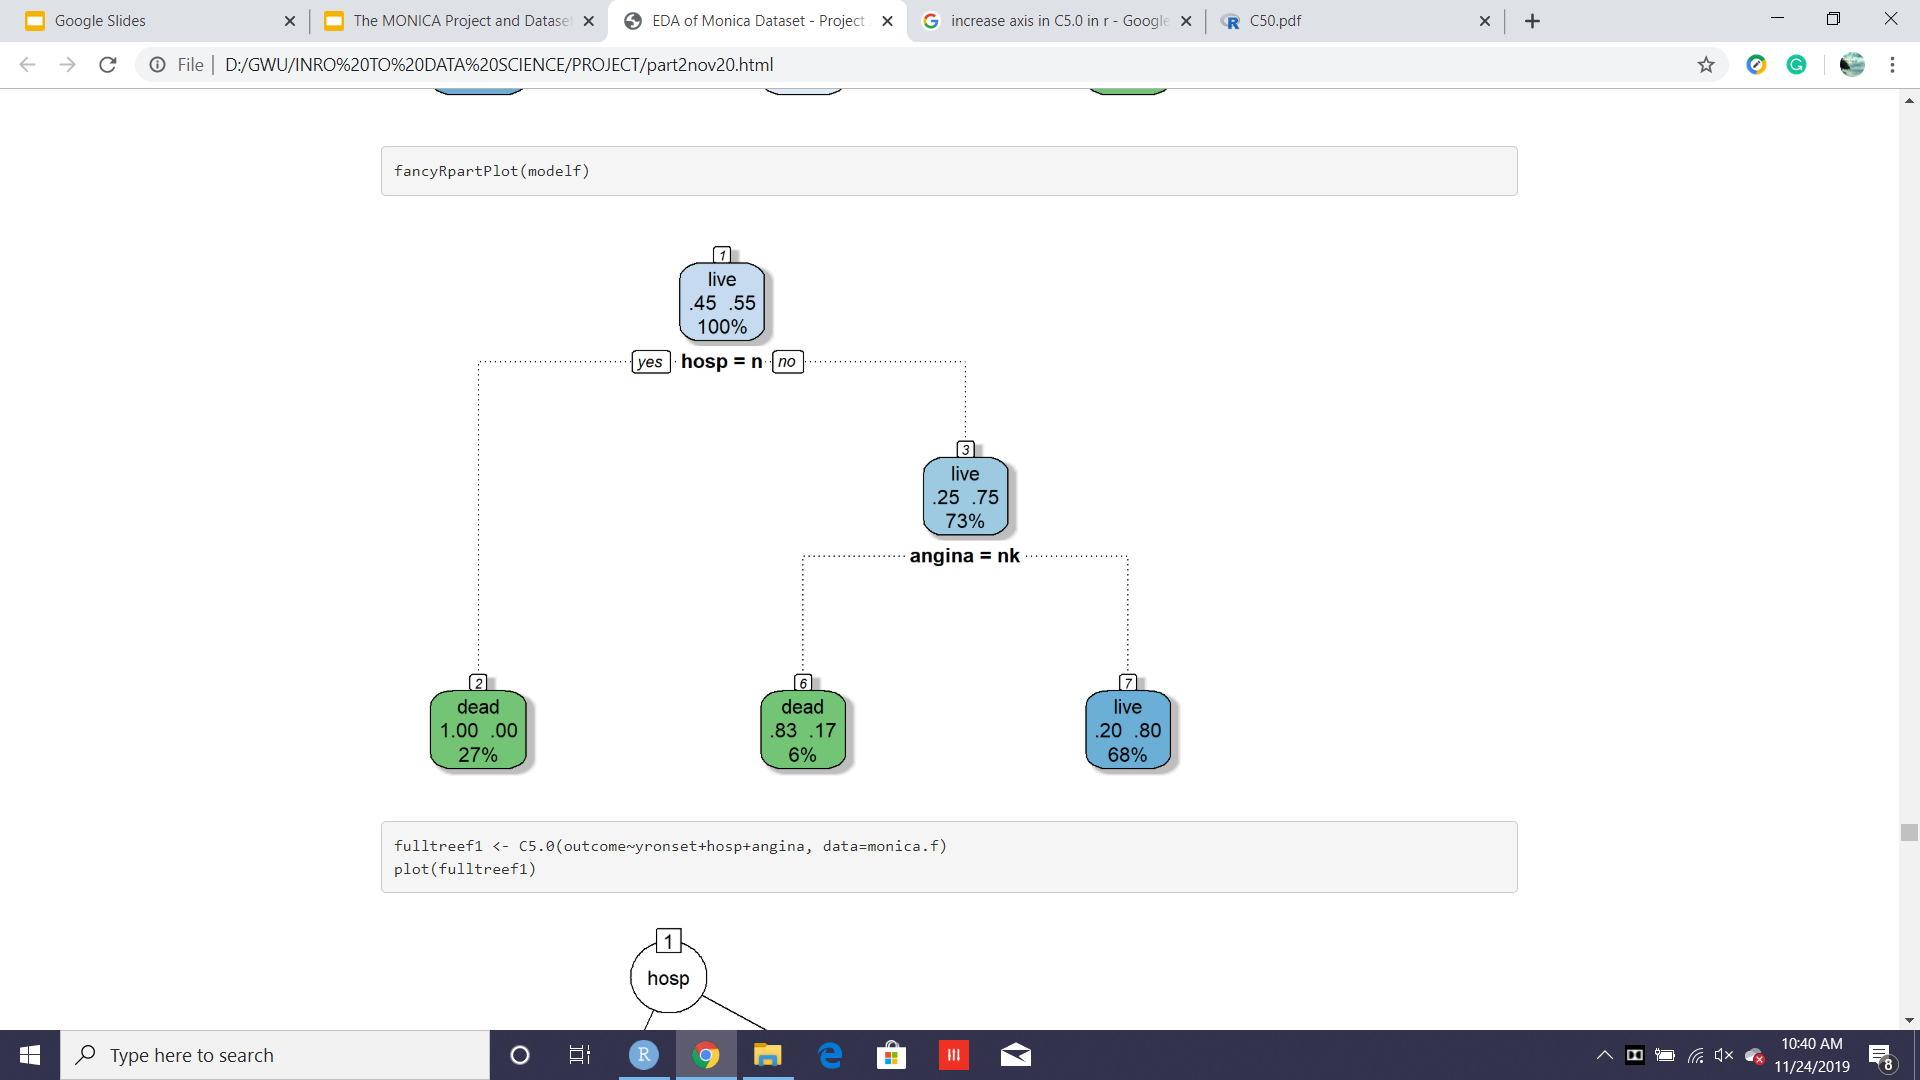 Google Slides
The MONICA Project and Datase
EDA of Monica Dataset - Project
increase axis in C5.0 in r - Google
C50.pdf
File
D:/GWU/INRO%20TO%20DATA%20SCIENCE/PROJECT/part2nov20.html
fancyRpartPlot(modelf)
1
live
.45 .55
100%
yes hosp = n no
3
live
.25 .75
73%
angina = nk
2
dead
1.00 .00
27%
6
dead
.83 .17
6%
7
live
.20 .80
68%
fulltreef1 <- C5.0(outcome~yronset+hosp+angina, data=monica.f)
plot(fulltreef1)
1
hosp
Type here to search
10:40 AM
11/24/2019
8